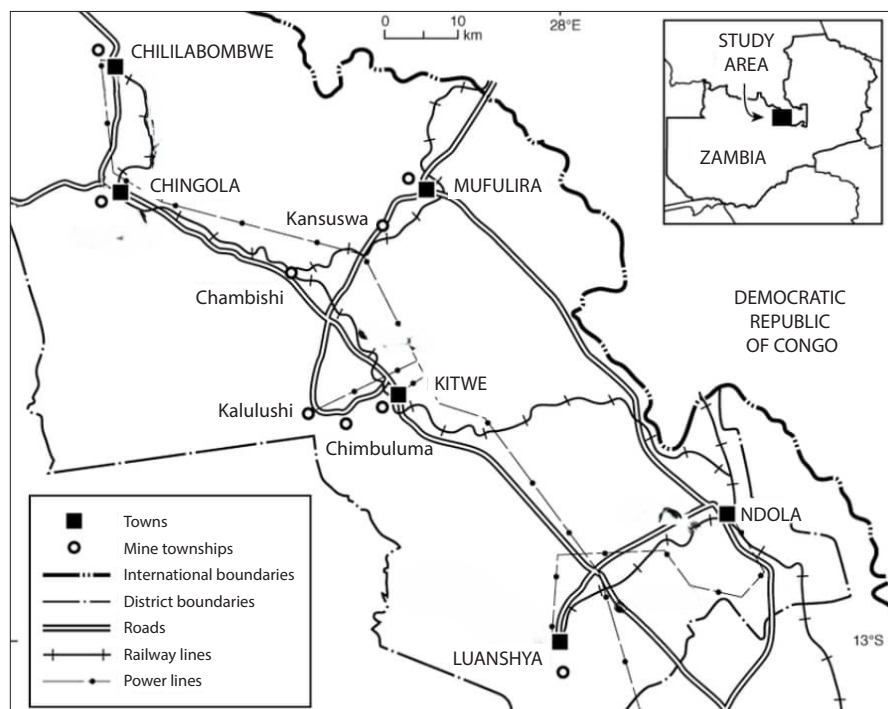 0
10
km
28°E
CHILILABOMBWE
STUDY
AREA
ZAMBIA
CHINGOLA
MUFULIRA
Kansuswa
Chambishi
DEMOCRATIC
REPUBLIC
OF CONGO
KITWE
Kalulushi
Chimbuluma
NDOLA
LUANSHYA
13°S
Towns
Mine townships
International boundaries
District boundaries
Roads
Railway lines
Power lines